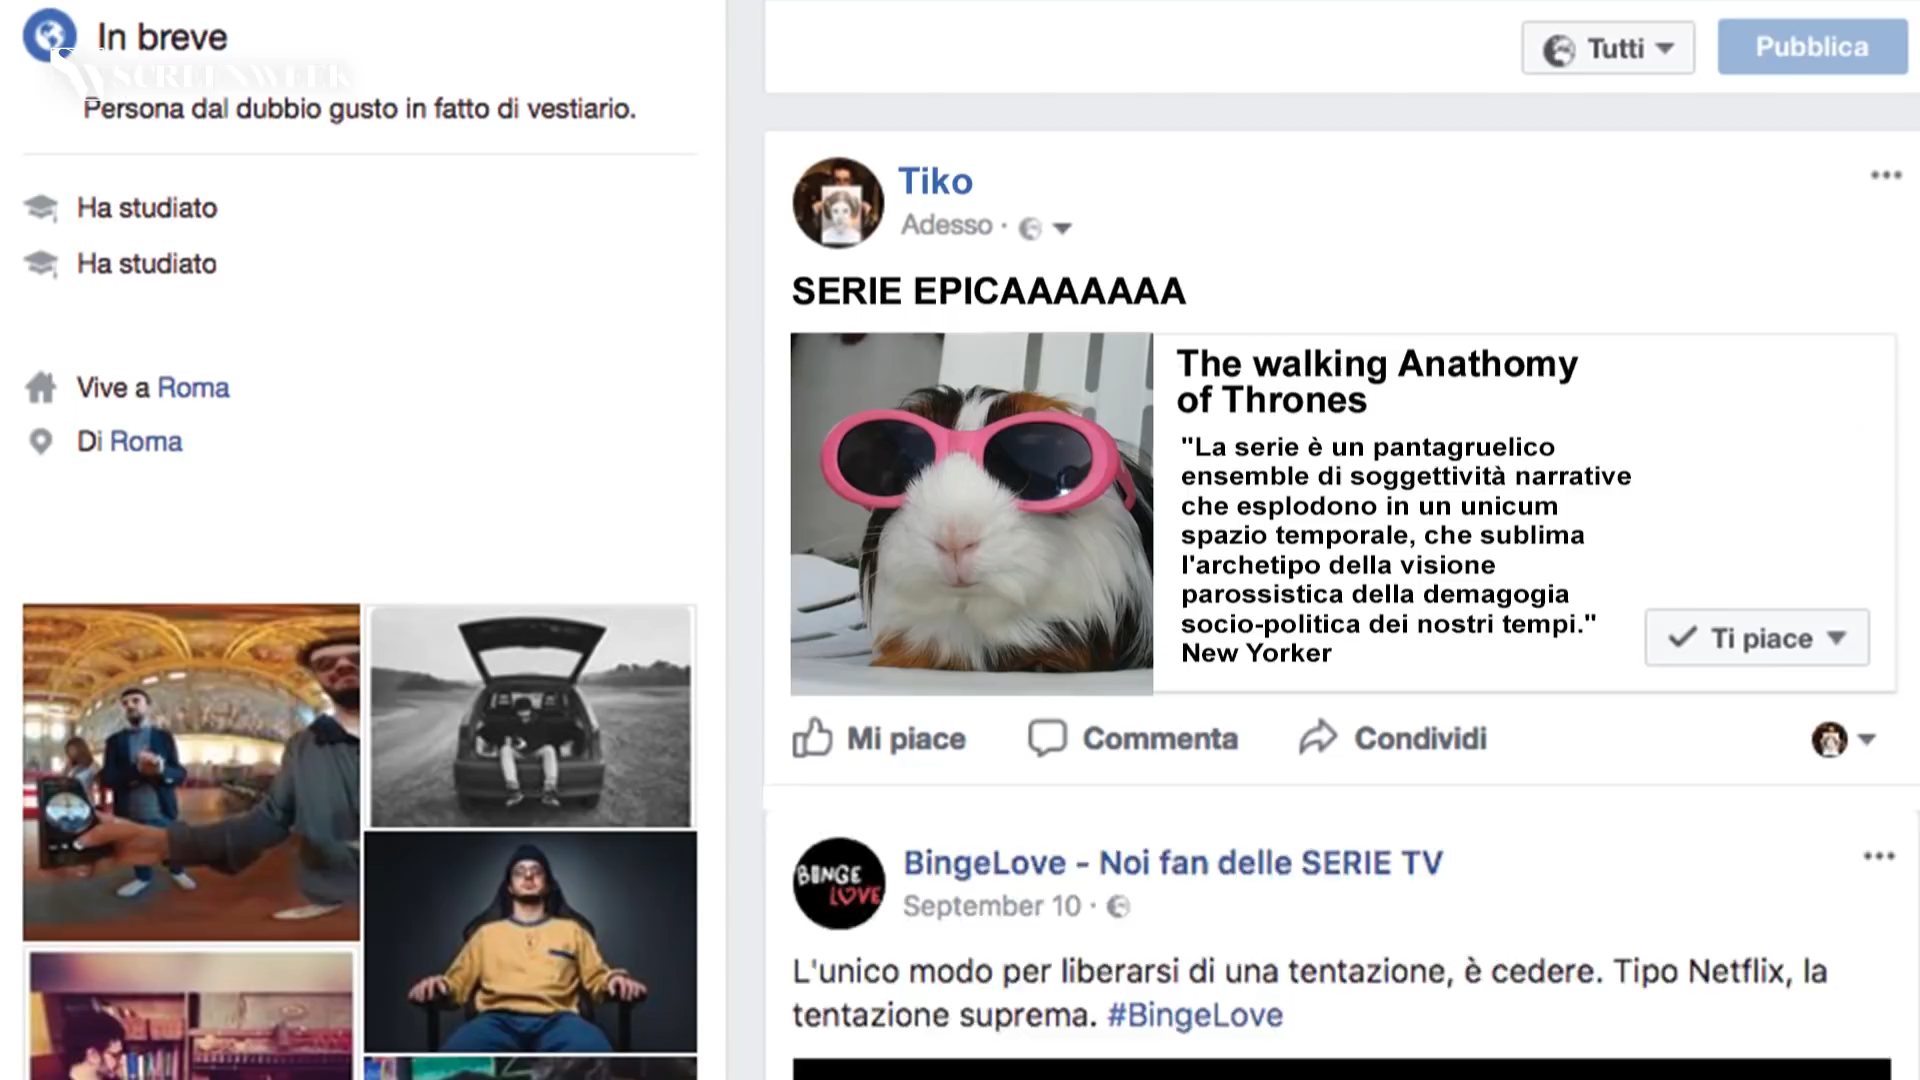 In breve
SCREENWEEK
Persona dal dubbio gusto in fatto di vestiario.
Ha studiato
Ha studiato
Vive a Roma
Di Roma
Tutti
Pubblica
Tiko
Adesso ·
SERIE EPICAAAAAAA
The walking Anathomy
of Thrones
"La serie è un pantagruelico
ensemble di soggettività narrative
che esplodono in un unicum
spazio temporale, che sublima
l'archetipo della visione
parossistica della demagogia
socio-politica dei nostri tempi."
New Yorker
Ti piace
Mi piace
Commenta
Condividi
BINGE
LOVE
BingeLove - Noi fan delle SERIE TV
September 10 ·
L'unico modo per liberarsi di una tentazione, è cedere. Tipo Netflix, la
tentazione suprema. #BingeLove